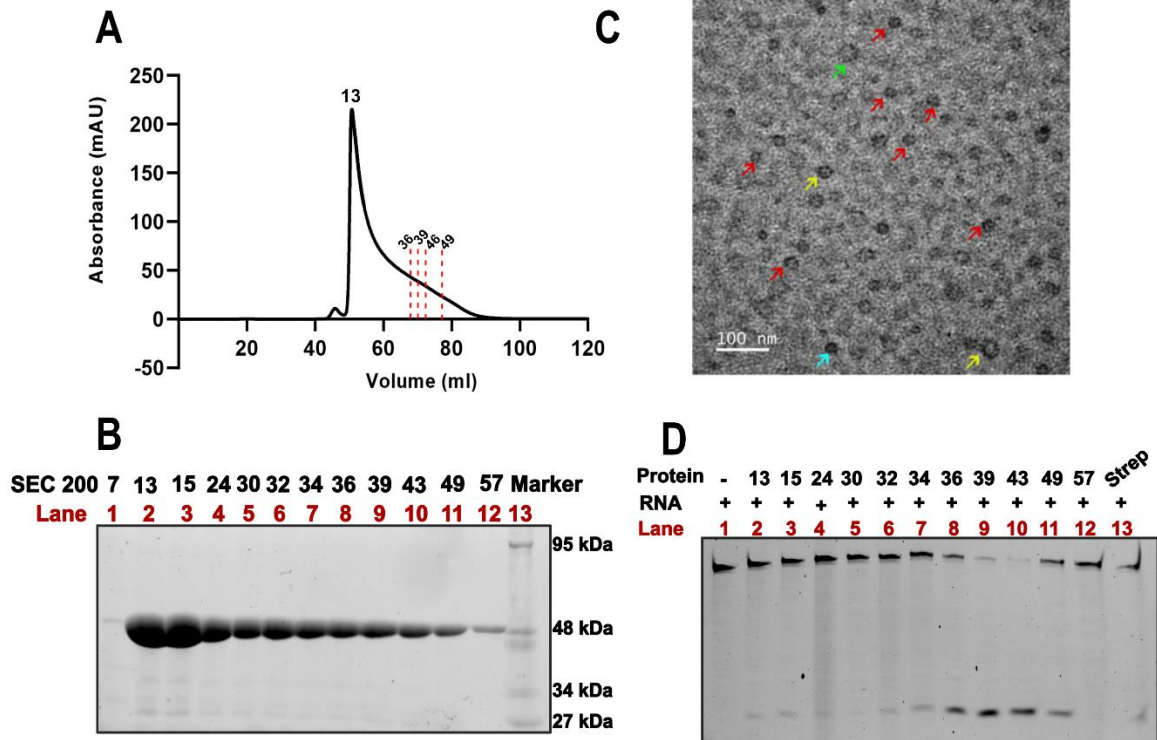 A
250
200
150
100
50
0
-50
Absorbance (mAU)
13
36 39 46 49
20 40 60 80 100 120
Volume (ml)
C
100 nm
B
SEC 200 7 13 15 24 30 32 34 36 39 43 49 57 Marker
Lane 1 2 3 4 5 6 7 8 9 10 11 12 13
95 kDa
48 kDa
34 kDa
27 kDa
D
Protein - 13 15 24 30 32 34 36 39 43 49 57 Strep
RNA + + + + + + + + + + + + +
Lane 1 2 3 4 5 6 7 8 9 10 11 12 13